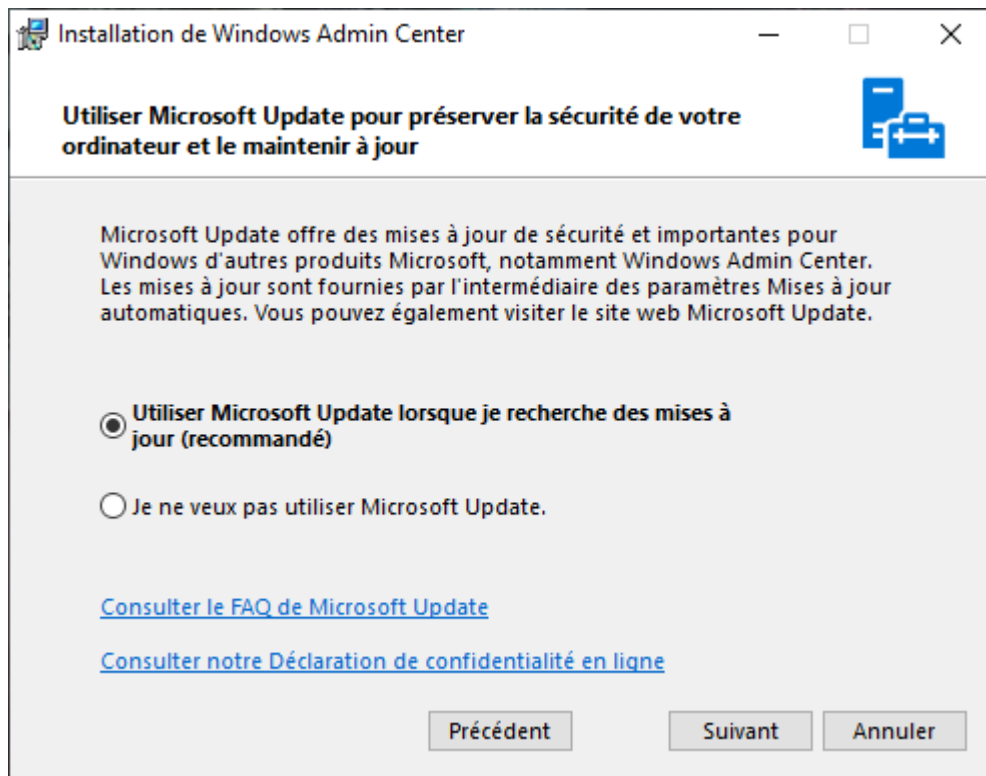 Installation de Windows Admin Center
Utiliser Microsoft Update pour préserver la sécurité de votre
ordinateur et le maintenir à jour
Microsoft Update offre des mises à jour de sécurité et importantes pour
Windows d'autres produits Microsoft, notamment Windows Admin Center.
Les mises à jour sont fournies par l'intermédiaire des paramètres Mises à jour
automatiques. Vous pouvez également visiter le site web Microsoft Update.
Utiliser Microsoft Update lorsque je recherche des mises à
jour (recommandé)
Je ne veux pas utiliser Microsoft Update.
Consulter le FAQ de Microsoft Update
Consulter notre Déclaration de confidentialité en ligne
Précédent Suivant Annuler